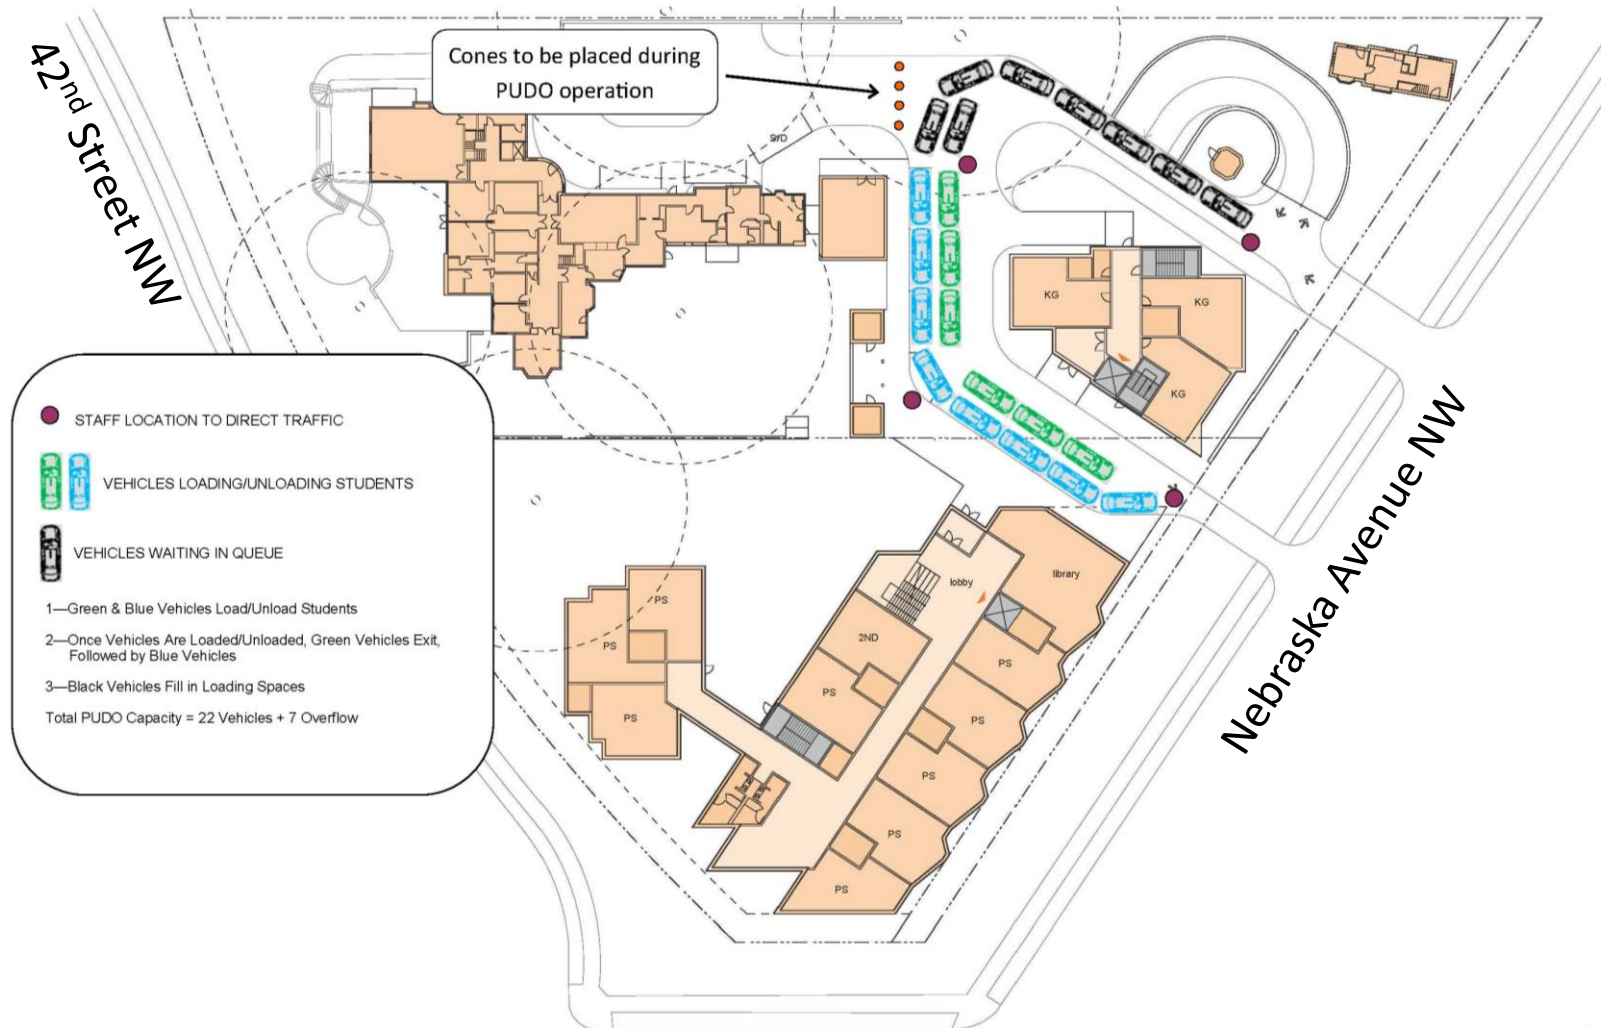 42nd Street NW
Cones to be placed during
PUDO operation
KG
KG
KG
STAFF LOCATION TO DIRECT TRAFFIC
VEHICLES LOADING/UNLOADING STUDENTS
VEHICLES WAITING IN QUEUE
1—Green & Blue Vehicles Load/Unload Students
2—Once Vehicles Are Loaded/Unloaded, Green Vehicles Exit,
Followed by Blue Vehicles
3—Black Vehicles Fill in Loading Spaces
Total PUDO Capacity = 22 Vehicles + 7 Overflow
Nebraska Avenue NW
library
lobby
PS
PS
PS
2ND
PS
PS
PS
PS
PS
PS